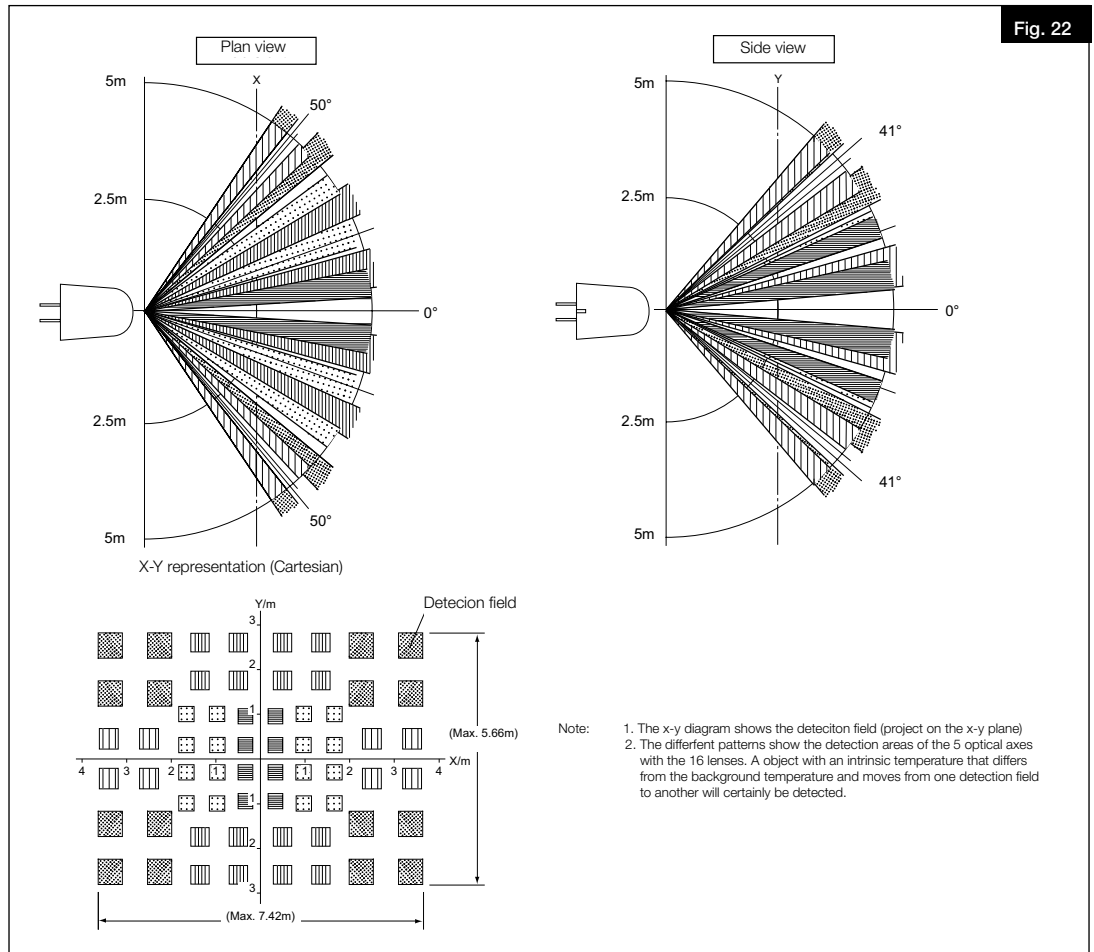 Fig. 22
Plan view
X
5m
50°
2.5m
0°
2.5m
50°
5m
Side view
Y
5m
41°
2.5m
0°
2.5m
41°
5m
X-Y representation (Cartesian)
Y/m
Detecion field
3
2
1
4 3 2 1 1 2 3 4 X/m
1
2
3
(Max. 5.66m)
(Max. 7.42m)
Note: 1. The x-y diagram shows the deteciton field (project on the x-y plane)
2. The differfent patterns show the detection areas of the 5 optical axes
with the 16 lenses. A object with an intrinsic temperature that differs
from the background temperature and moves from one detection field
to another will certainly be detected.